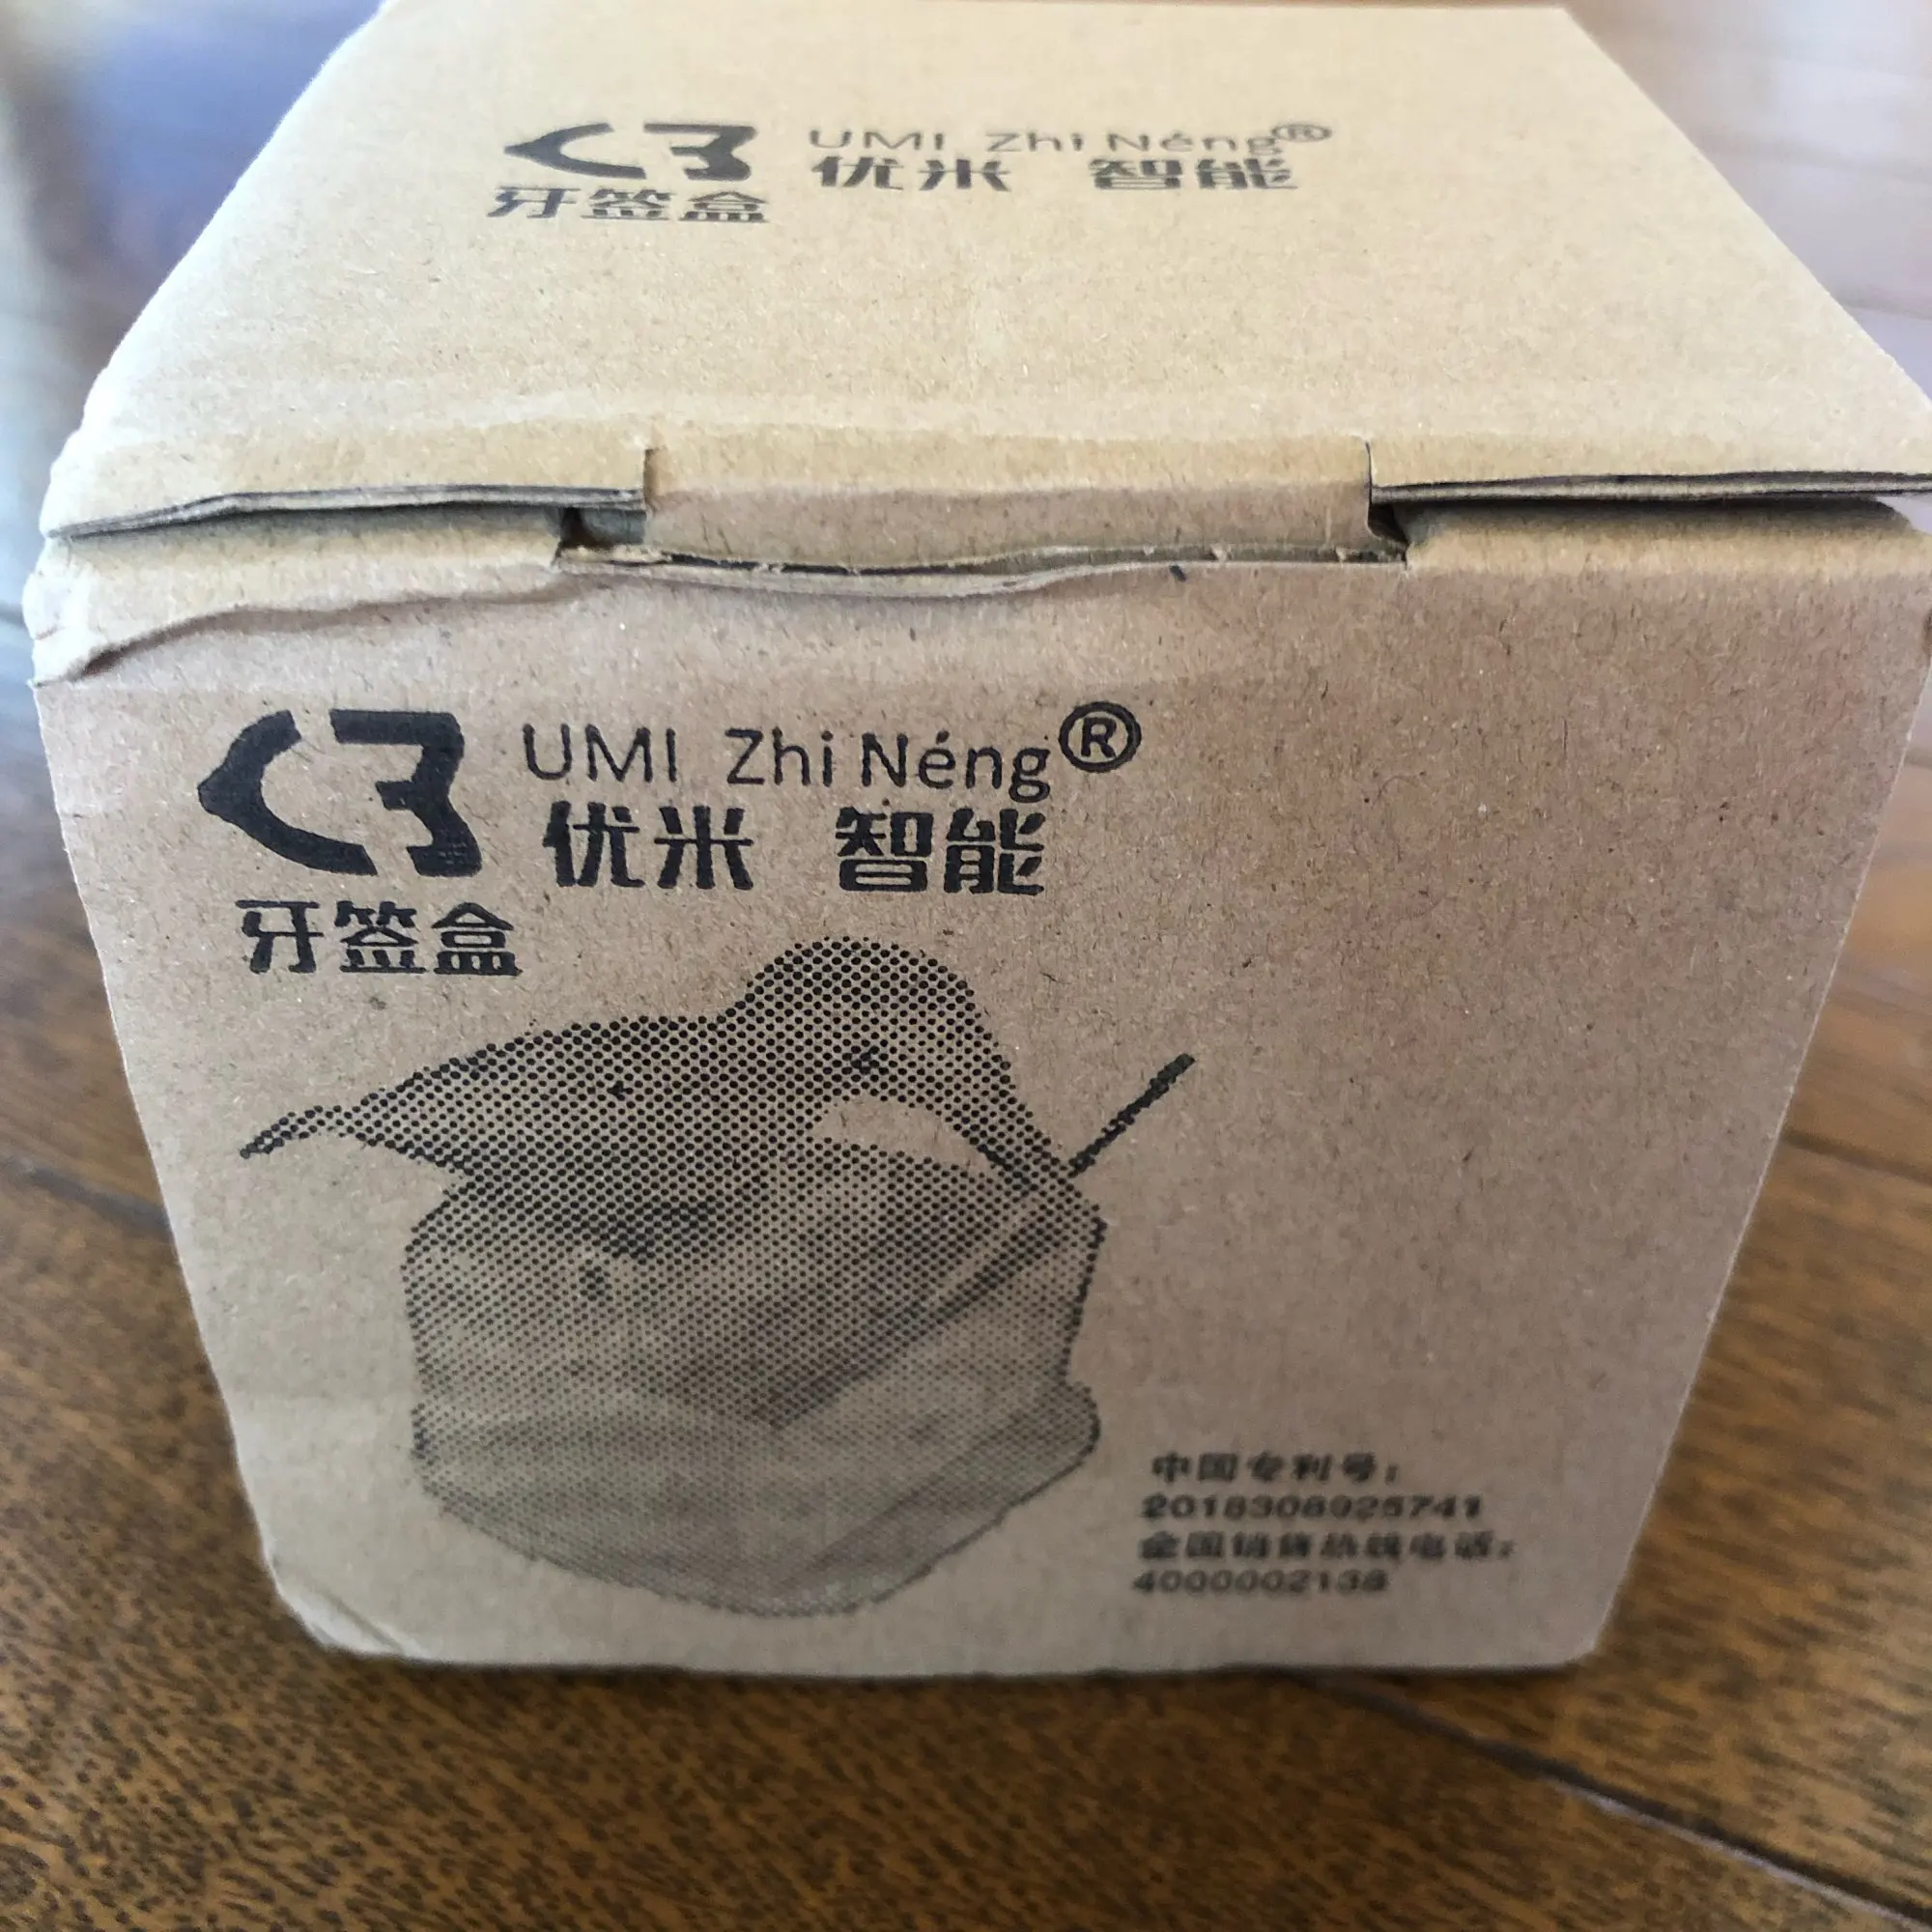 UMI Zhi Néng®
优米 智能
牙签盒
UMI Zhi Néng®
优米 智能
牙签盒
中国专利号:
2018308925741
全国销售热线电话:
4000002138